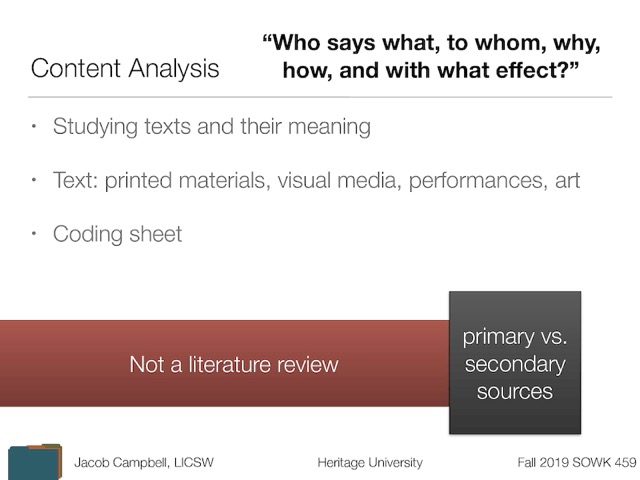 Content Analysis
“Who says what, to whom, why,
how, and with what effect?”
• Studying texts and their meaning
• Text: printed materials, visual media, performances, art
• Coding sheet
Not a literature review
primary vs.
secondary
sources
Jacob Campbell, LICSW
Heritage University
Fall 2019 SOWK 459